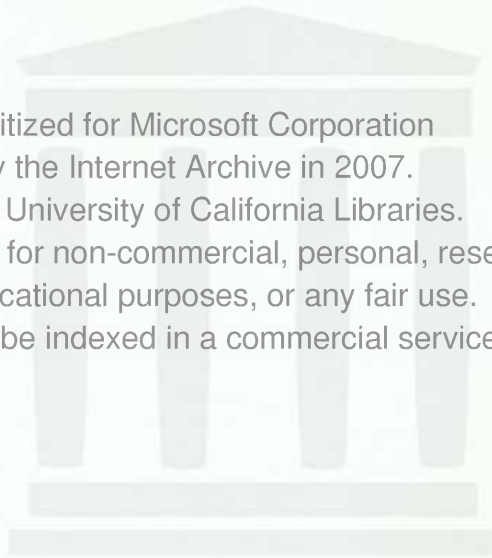 itized for Microsoft Corporation
the Internet Archive in 2007.
University of California Libraries.
for non-commercial, personal, rese
cational purposes, or any fair use.
be indexed in a commercial service